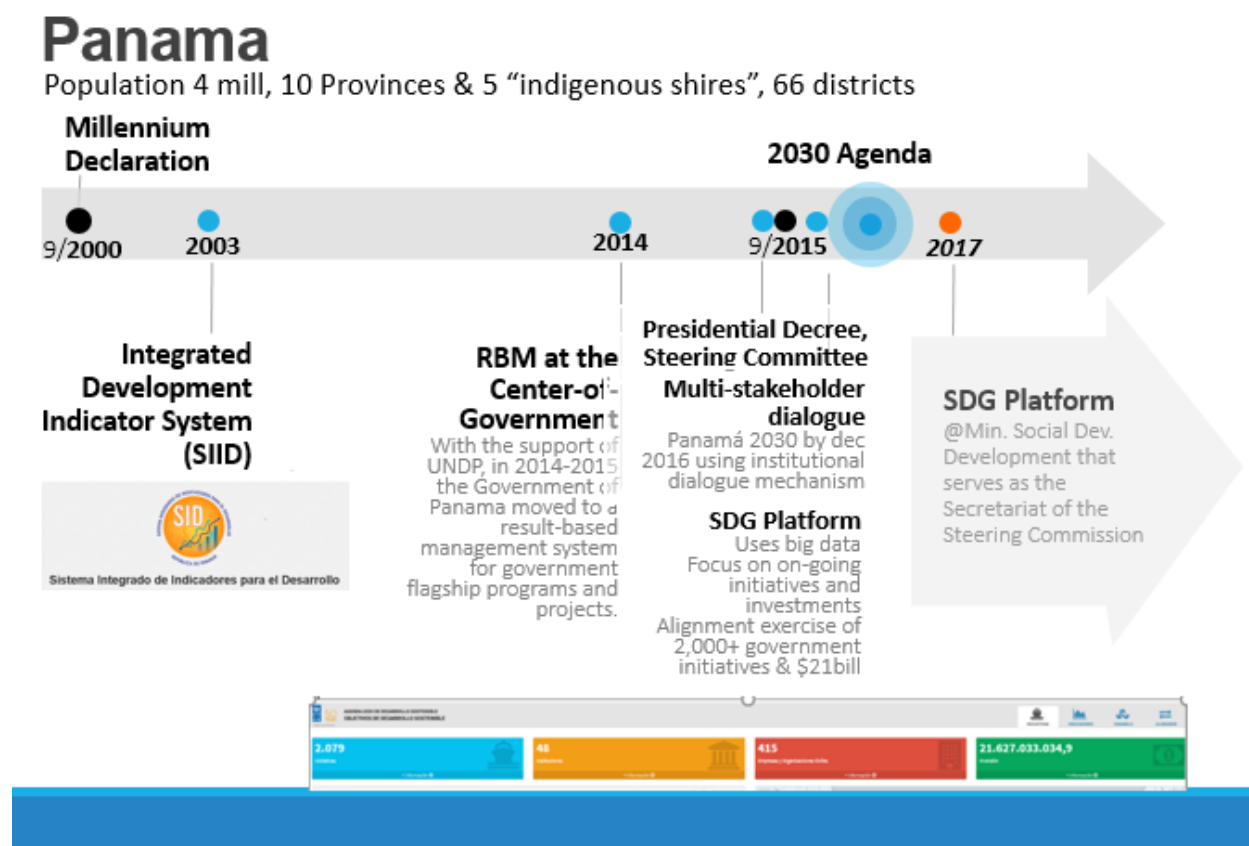 Panama
Population 4 mill, 10 Provinces & 5 “indigenous shires”, 66 districts
Millennium
Declaration
2030 Agenda
9/2000
2003
2014
9/2015
2017
Integrated
Development
Indicator System
(SIID)
SID
Sistema Integrado de Indicadores para el Desarrollo
RBM at the
Center-of-
Government
With the support of
UNDP, in 2014-2015
the Government of
Panama moved to a
result-based
management system
for government
flagship programs and
projects.
Presidential Decree,
Steering Committee
Multi-stakeholder
dialogue
Panamá 2030 by dec
2016 using institutional
dialogue mechanism
SDG Platform
Uses big data
Focus on on-going
initiatives and
investments
Alignment exercise of
2,000+ government
initiatives & $21bill
SDG Platform
@Min. Social Dev.
Development that
serves as the
Secretariat of the
Steering Commission
OBJETIVOS DE DESARROLLO SOSTENIBLE
2.079
48
415
21.627.033.034,9